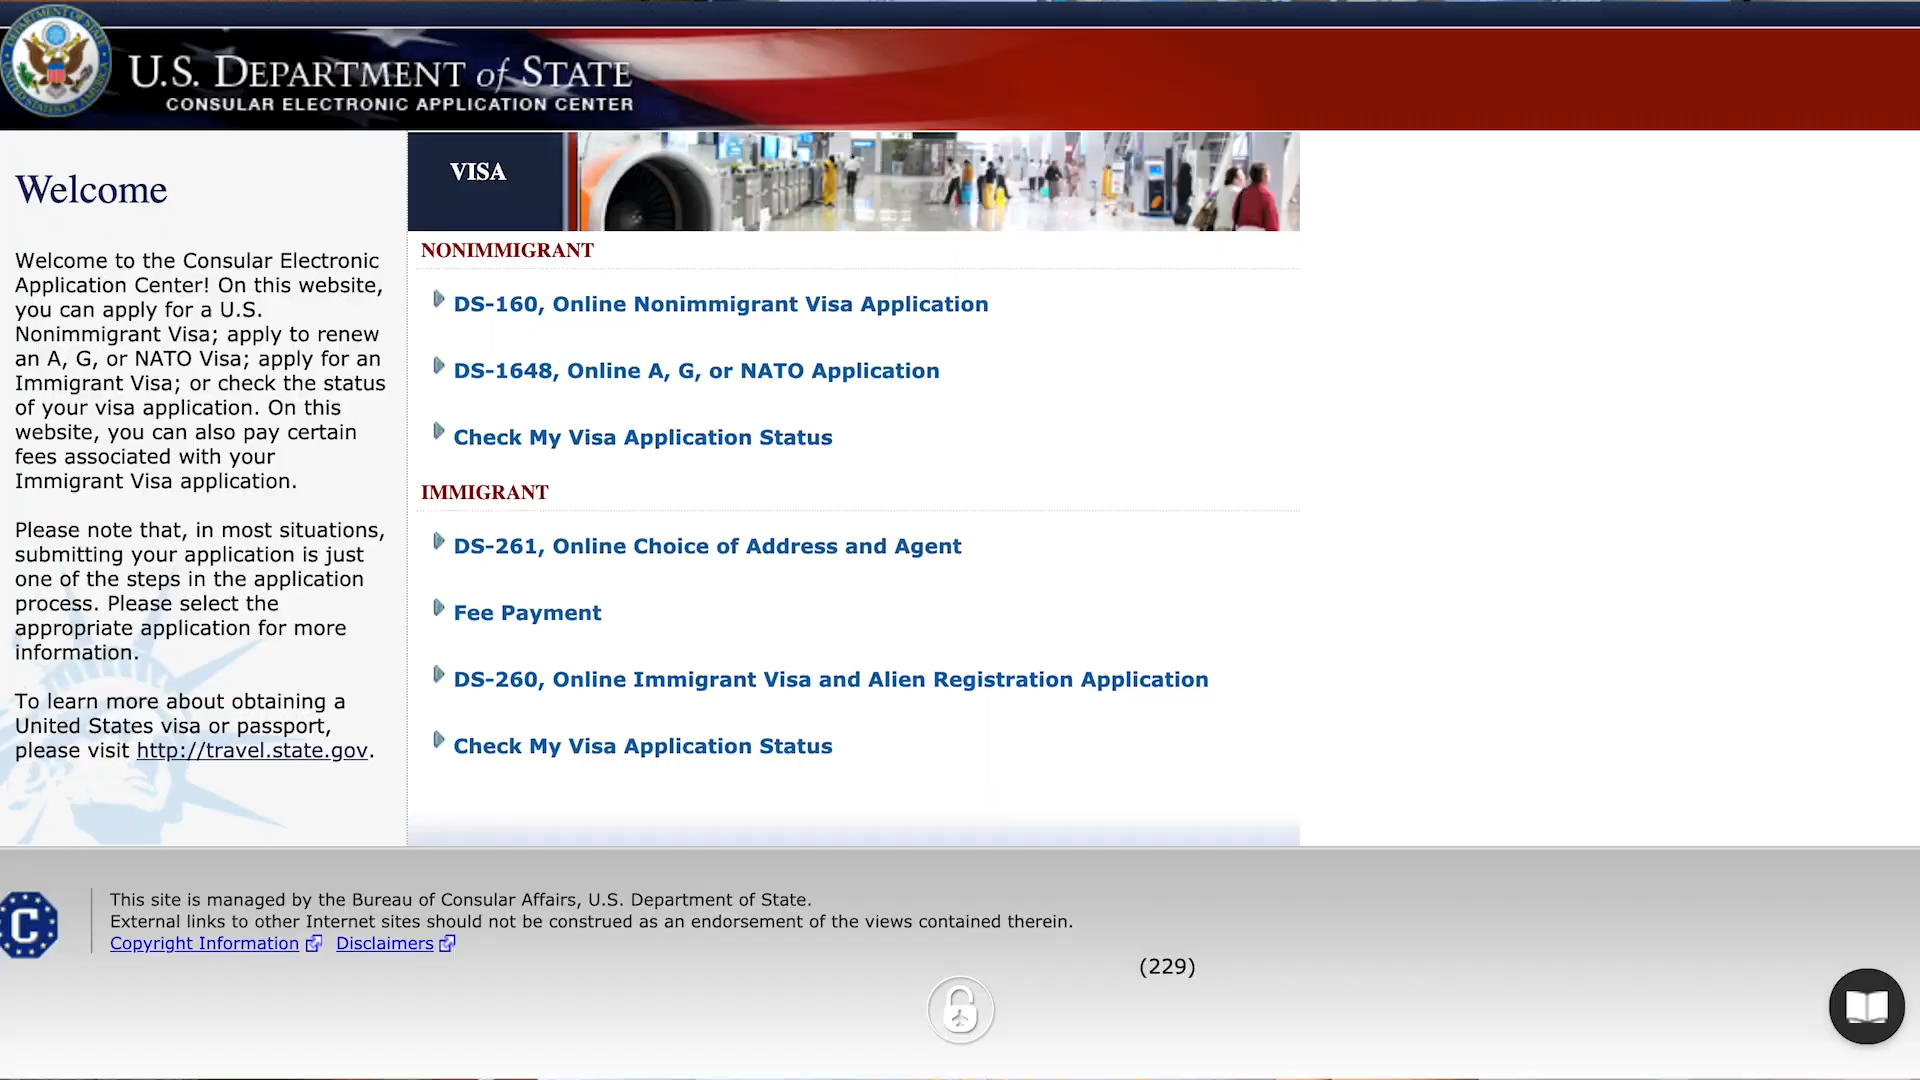 U.S. DEPARTMENT of STATE
CONSULAR ELECTRONIC APPLICATION CENTER
Welcome
Welcome to the Consular Electronic
Application Center! On this website,
you can apply for a U.S.
Nonimmigrant Visa; apply to renew
an A, G, or NATO Visa; apply for an
Immigrant Visa; or check the status
of your visa application. On this
website, you can also pay certain
fees associated with your
Immigrant Visa application.
Please note that, in most situations,
submitting your application is just
one of the steps in the application
process. Please select the
appropriate application for more
information.
To learn more about obtaining a
United States visa or passport,
please visit http://travel.state.gov.
VISA
NONIMMIGRANT
DS-160, Online Nonimmigrant Visa Application
DS-1648, Online A, G, or NATO Application
Check My Visa Application Status
IMMIGRANT
DS-261, Online Choice of Address and Agent
Fee Payment
DS-260, Online Immigrant Visa and Alien Registration Application
Check My Visa Application Status
C
This site is managed by the Bureau of Consular Affairs, U.S. Department of State.
External links to other Internet sites should not be construed as an endorsement of the views contained therein.
Copyright Information Disclaimers
(229)